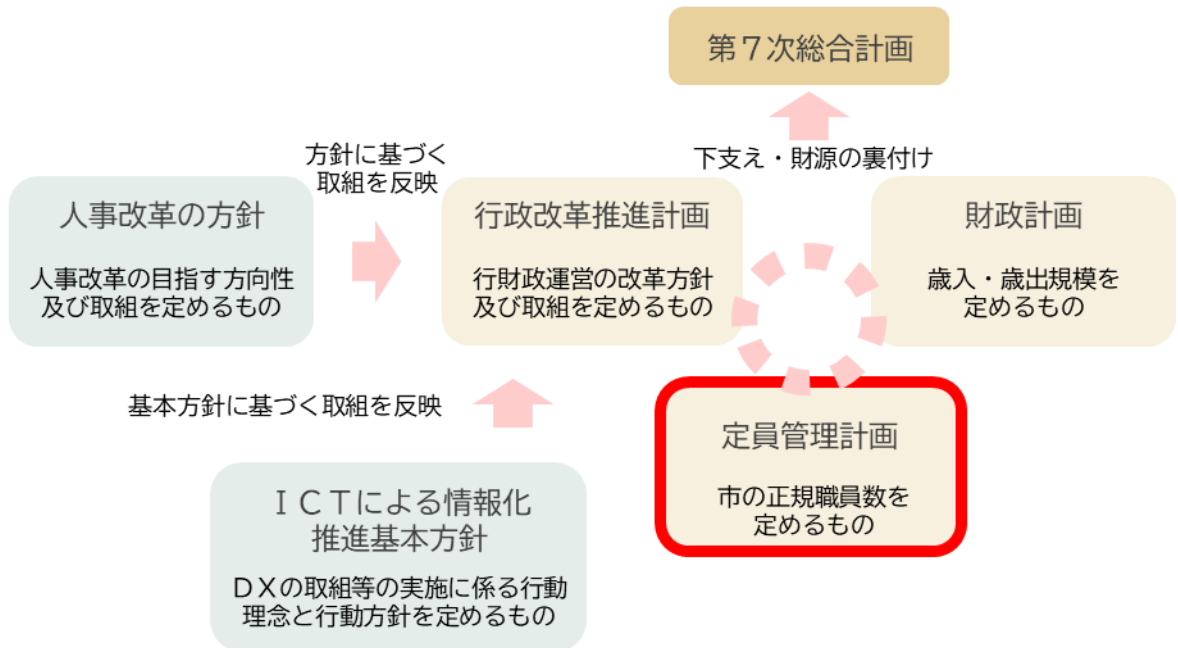 第７次総合計画
下支え・財源の裏付け
方針に基づく
取組を反映
人事改革の方針
人事改革の目指す方向性
及び取組を定めるもの
行政改革推進計画
行財政運営の改革方針
及び取組を定めるもの
財政計画
歳入・歳出規模を
定めるもの
基本方針に基づく取組を反映
定員管理計画
市の正規職員数を
定めるもの
ＩＣＴによる情報化
推進基本方針
ＤＸの取組等の実施に係る行動
理念と行動方針を定めるもの